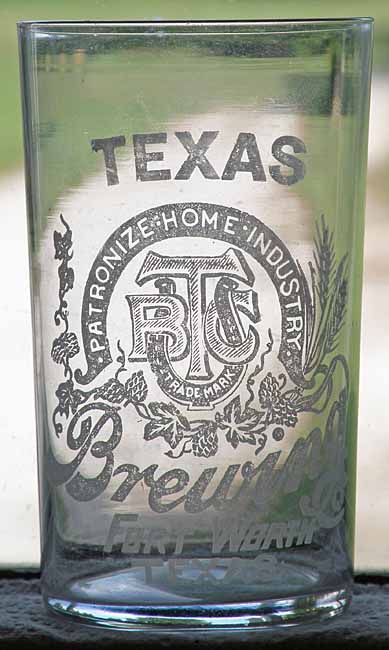 TEXAS
PATRONIZE·HOME·INDUSTRY·
TBC
TRADE MARK
Brewing Co
FORT WORTH
TEXAS.